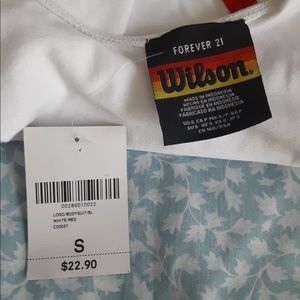 FOREVER 21
Wilson.
MADE IN INDONESIA
HECHO EN INDONESIA
FABRIQUÉ EN INDONÉSIE
FABRICADO NA INDONÉSIA
00289010022
LOGO/BODYSUIT/SL
WHITE/RED
C00037
S
$22.90